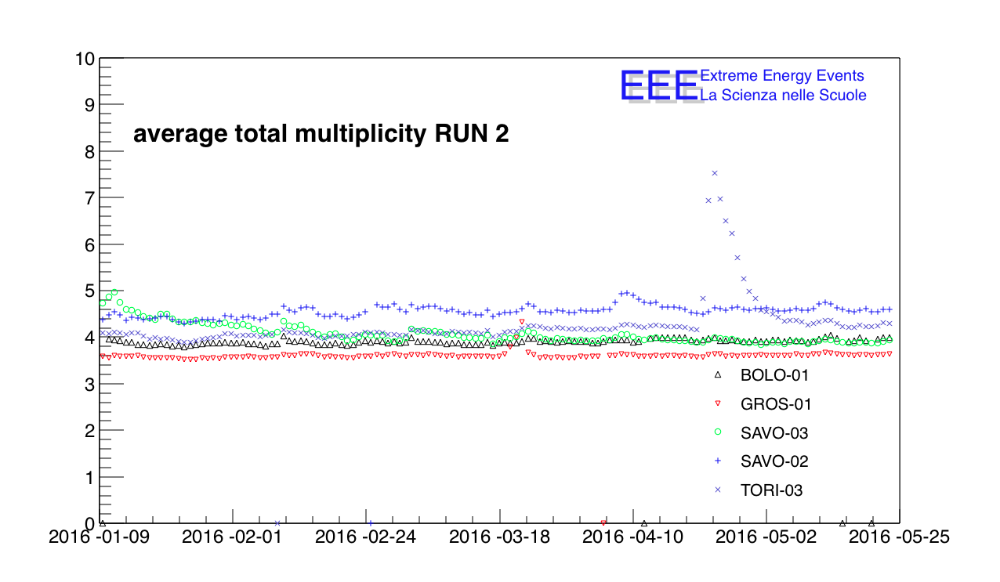 10
EEE Extreme Energy Events
La Scienza nelle Scuole
9
average total multiplicity RUN 2
8
7
6
5
4
3
BOLO-01
GROS-01
2
SAVO-03
SAVO-02
1
TORI-03
0
2016 -01-09 2016 -02-01 2016 -02-24 2016 -03-18 2016 -04-10 2016 -05-02 2016 -05-25